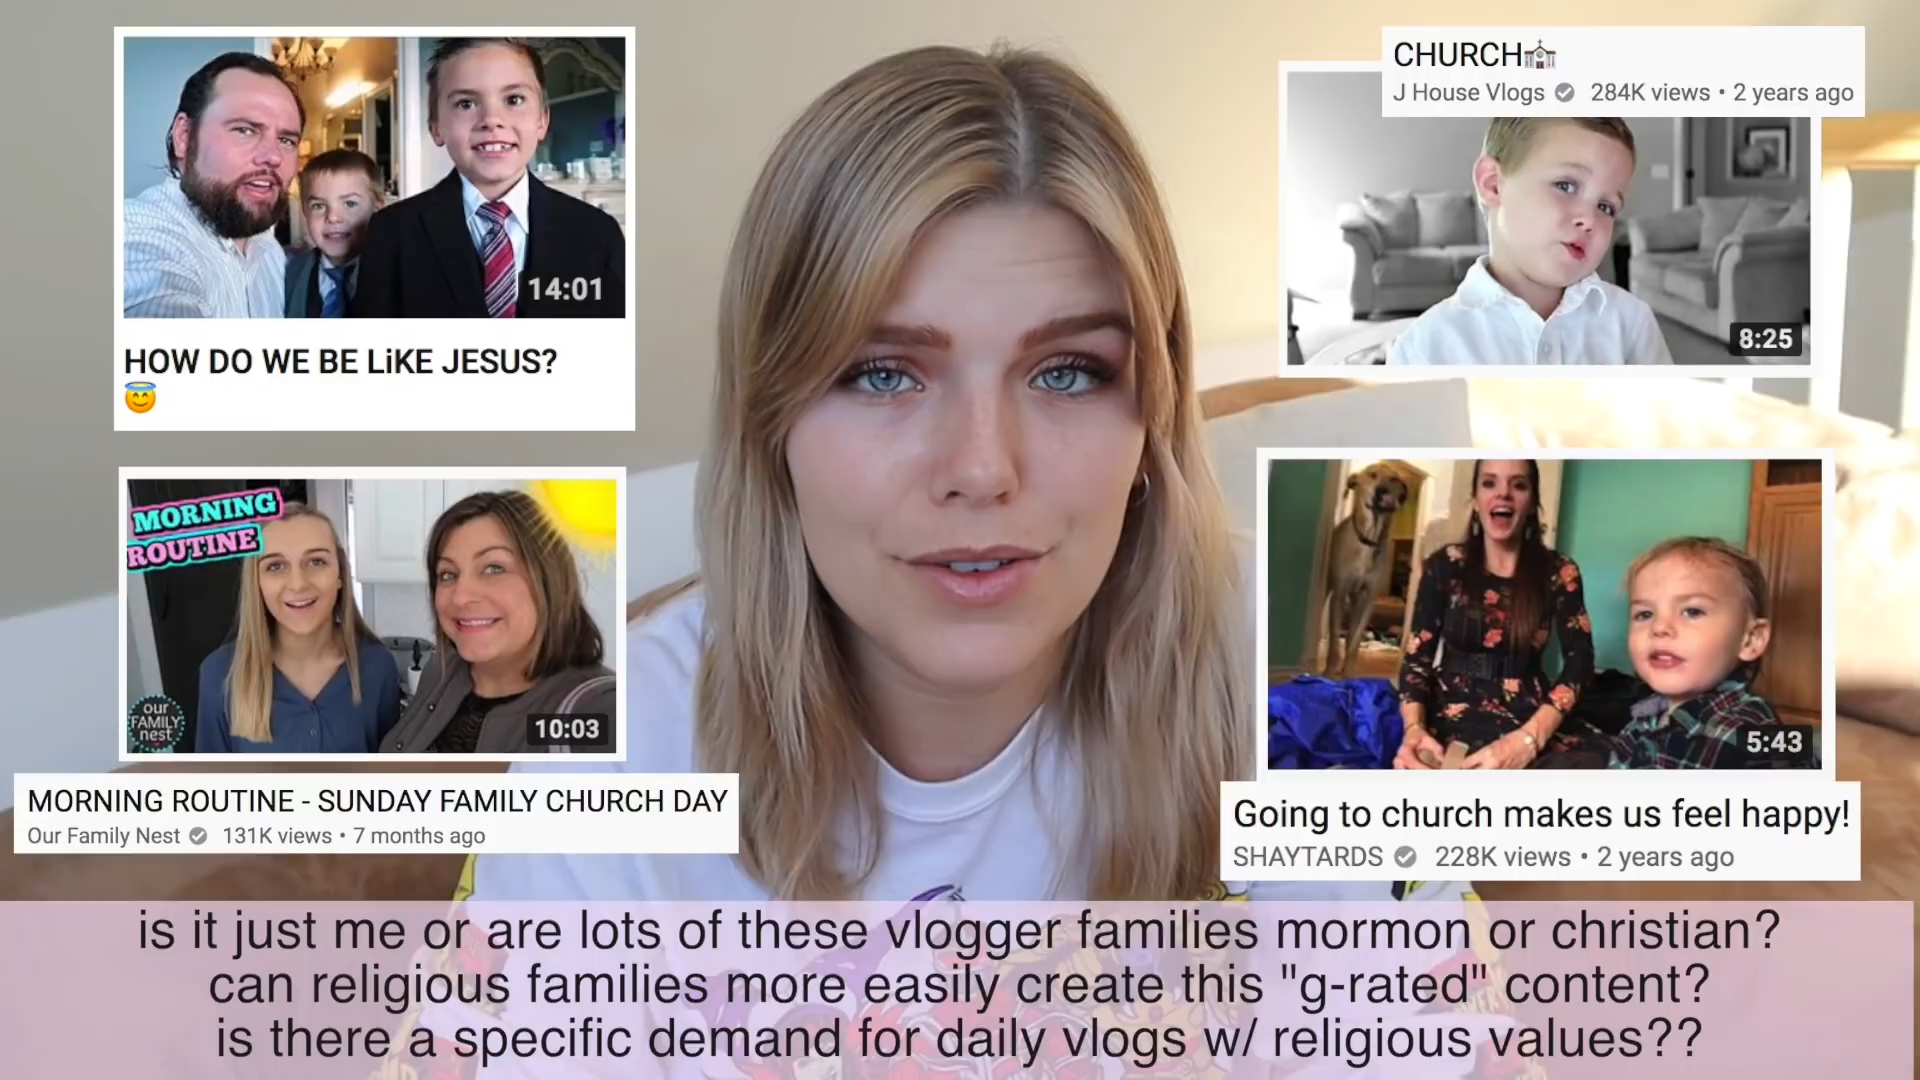 14:01
HOW DO WE BE LiKE JESUS?
😇
CHURCH⛪
J House Vlogs 284K views • 2 years ago
8:25
MORNING
ROUTINE
our
FAMILY
nest
10:03
MORNING ROUTINE - SUNDAY FAMILY CHURCH DAY
Our Family Nest 131K views • 7 months ago
5:43
Going to church makes us feel happy!
SHAYTARDS 228K views • 2 years ago
is it just me or are lots of these vlogger families mormon or christian?
can religious families more easily create this "g-rated" content?
is there a specific demand for daily vlogs w/ religious values??